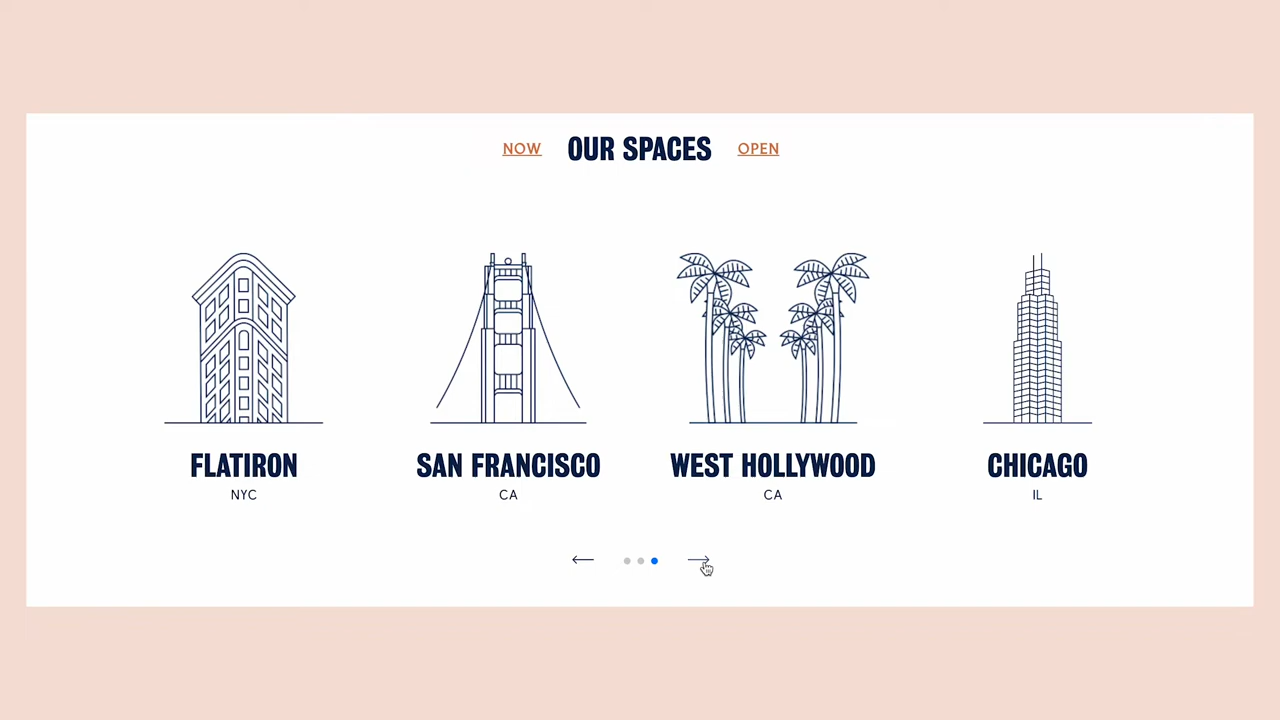 NOW OUR SPACES OPEN
FLATIRON
NYC
SAN FRANCISCO
CA
WEST HOLLYWOOD
CA
CHICAGO
IL